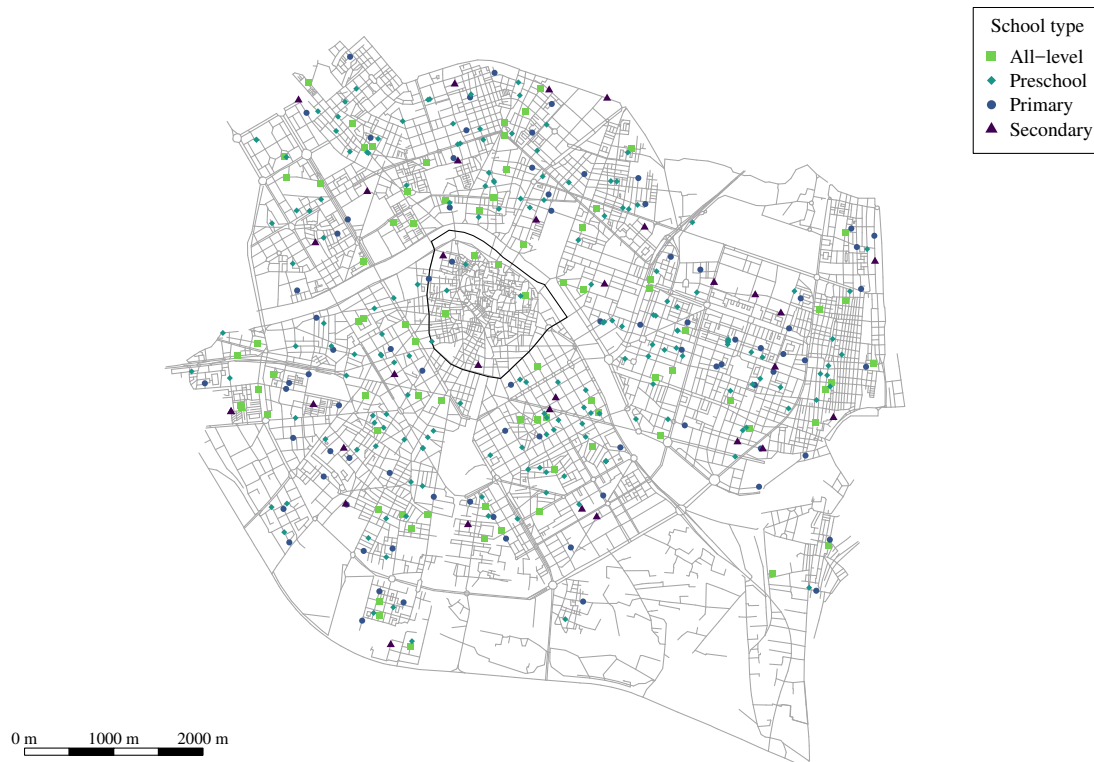 School type
All−level
Preschool
Primary
Secondary
0 m 1000 m 2000 m